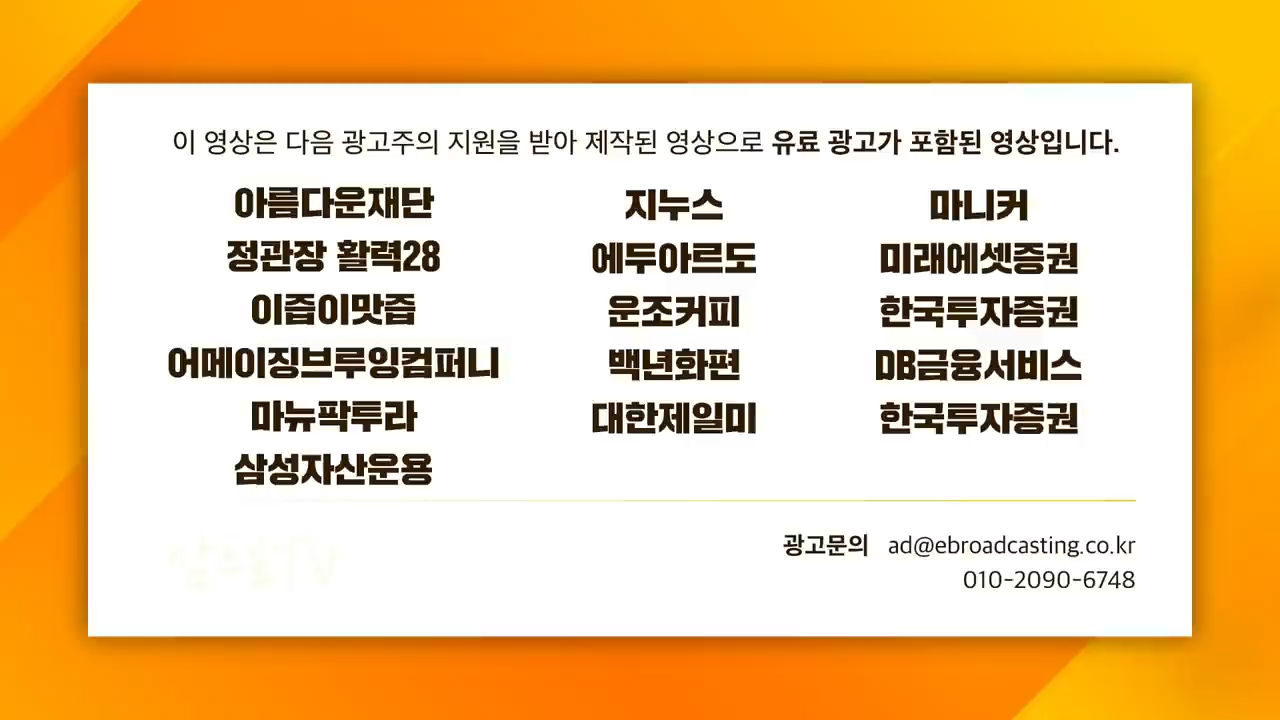 이 영상은 다음 광고주의 지원을 받아 제작된 영상으로 유료 광고가 포함된 영상입니다.
아름다운재단
정관장 활력28
이즙이맛즙
어메이징브루잉컴퍼니
마뉴팍투라
삼성자산운용
지누스
에두아르도
운조커피
백년화편
대한제일미
마니커
미래에셋증권
한국투자증권
DB금융서비스
한국투자증권
광고문의 ad@ebroadcasting.co.kr
010-2090-6748